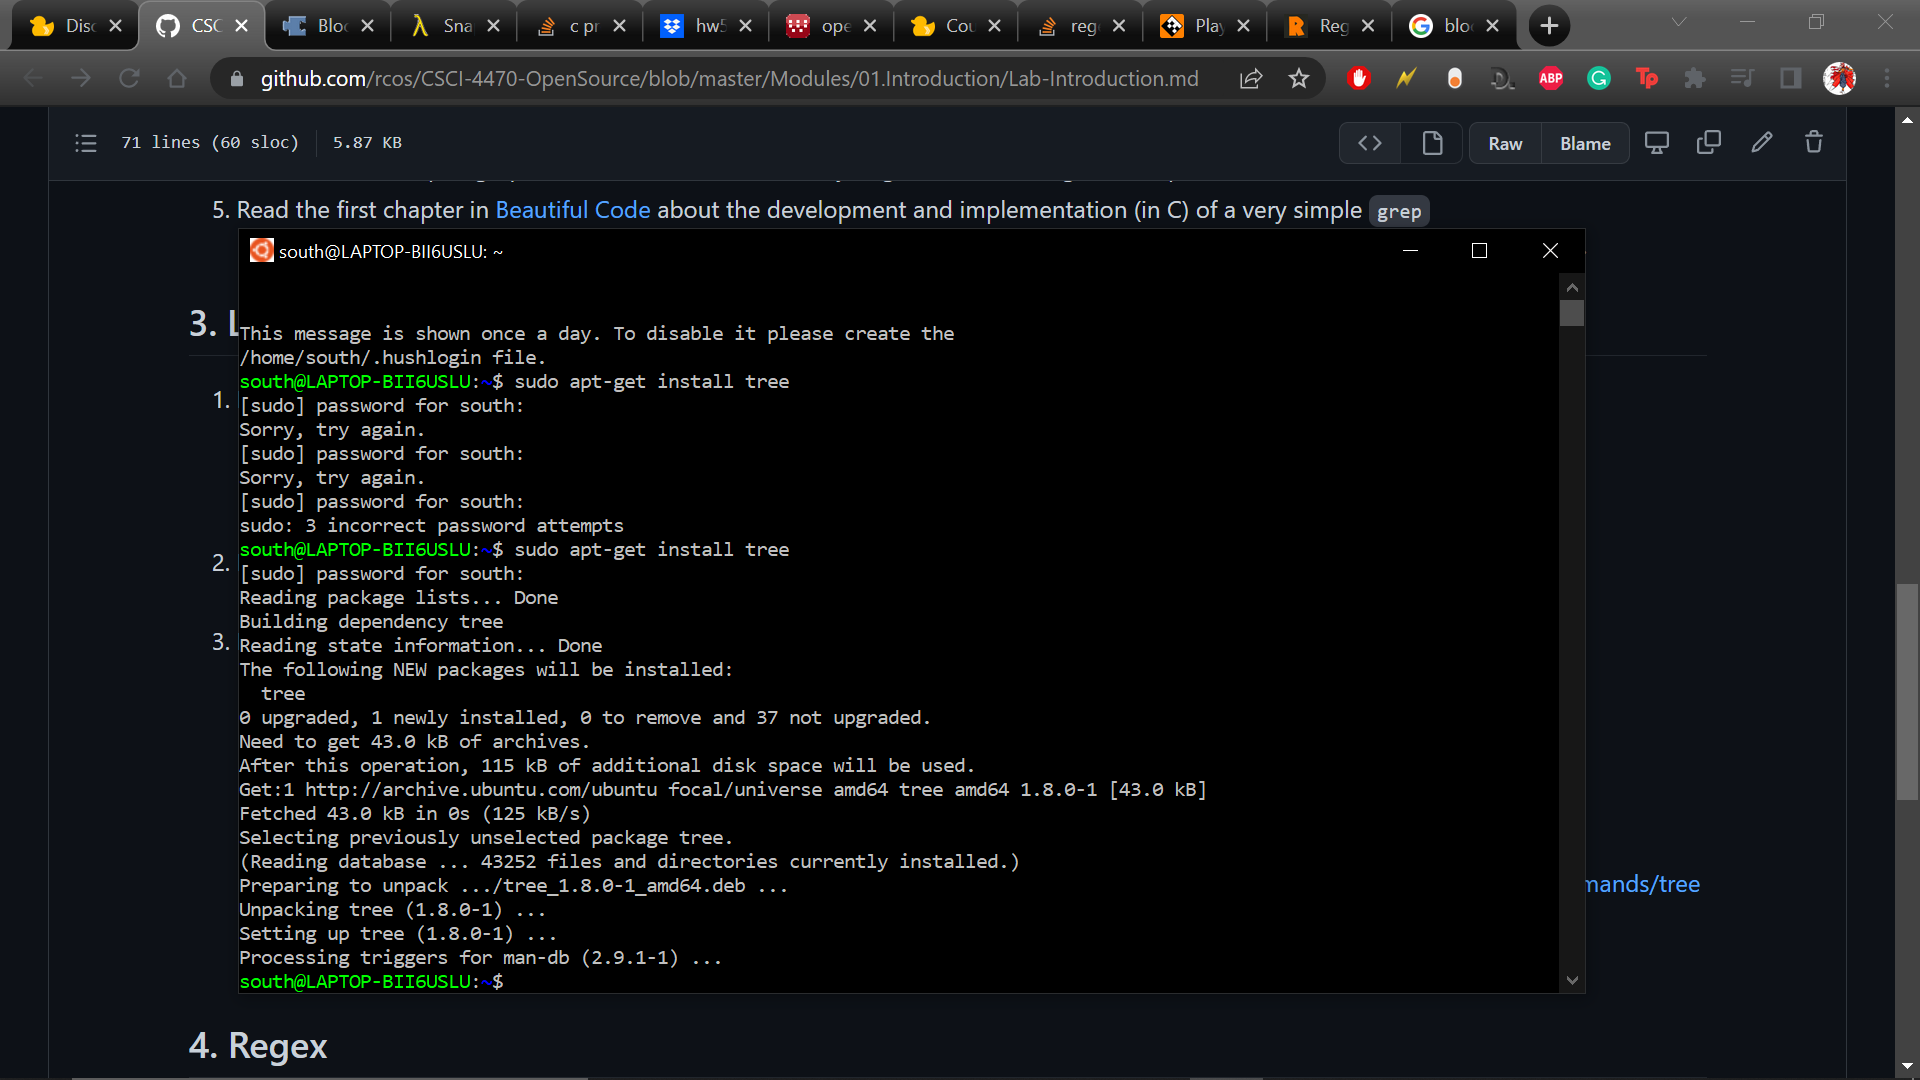 Disc
CSC
Bloc
Sna
c pr
hw5
ope
Cou
reg
Play
Reg
bloc
github.com/rcos/CSCI-4470-OpenSource/blob/master/Modules/01.Introduction/Lab-Introduction.md
ABP
Tp
71 lines (60 sloc)
5.87 KB
Raw
Blame
5. Read the first chapter in Beautiful Code about the development and implementation (in C) of a very simple grep
south@LAPTOP-BII6USLU: ~
3. L
This message is shown once a day. To disable it please create the
/home/south/.hushlogin file.
south@LAPTOP-BII6USLU:~$ sudo apt-get install tree
1.
[sudo] password for south:
Sorry, try again.
[sudo] password for south:
Sorry, try again.
[sudo] password for south:
sudo: 3 incorrect password attempts
south@LAPTOP-BII6USLU:~$ sudo apt-get install tree
2.
[sudo] password for south:
Reading package lists... Done
Building dependency tree
3.
Reading state information... Done
The following NEW packages will be installed:
tree
0 upgraded, 1 newly installed, 0 to remove and 37 not upgraded.
Need to get 43.0 kB of archives.
After this operation, 115 kB of additional disk space will be used.
Get:1 http://archive.ubuntu.com/ubuntu focal/universe amd64 tree amd64 1.8.0-1 [43.0 kB]
Fetched 43.0 kB in 0s (125 kB/s)
Selecting previously unselected package tree.
(Reading database ... 43252 files and directories currently installed.)
Preparing to unpack .../tree_1.8.0-1_amd64.deb ...
mands/tree
Unpacking tree (1.8.0-1) ...
Setting up tree (1.8.0-1) ...
Processing triggers for man-db (2.9.1-1) ...
south@LAPTOP-BII6USLU:~$
4. Regex